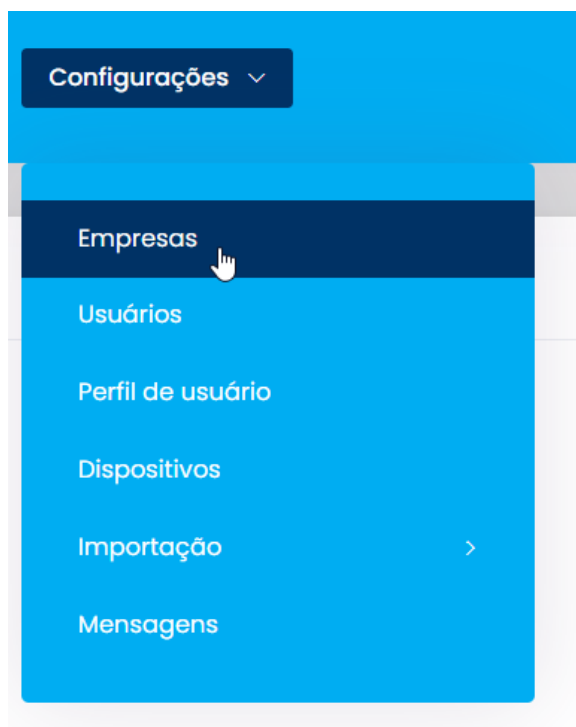 Configurações
Empresas
Usuários
Perfil de usuário
Dispositivos
Importação
Mensagens